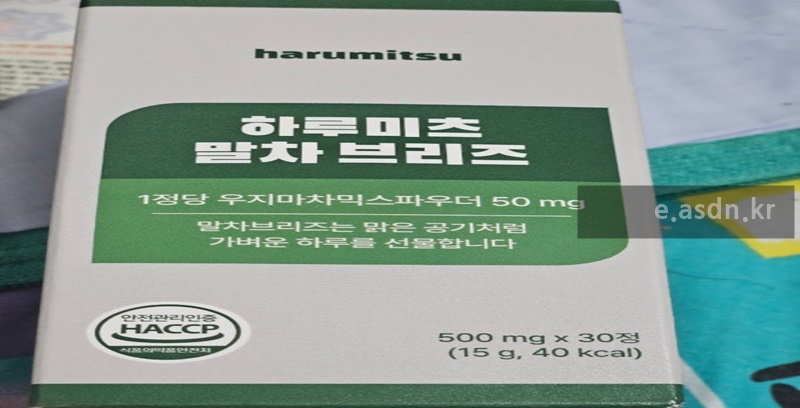 harumitsu
하루미츠
말차 브리즈
1정당 우지마차믹스파우더 50 mg
말차브리즈는 맑은 공기처럼
가벼운 하루를 선물합니다
e.asdn.kr
안전관리인증
HACCP
식품의약품안전처
500 mg x 30정
(15 g, 40 kcal)